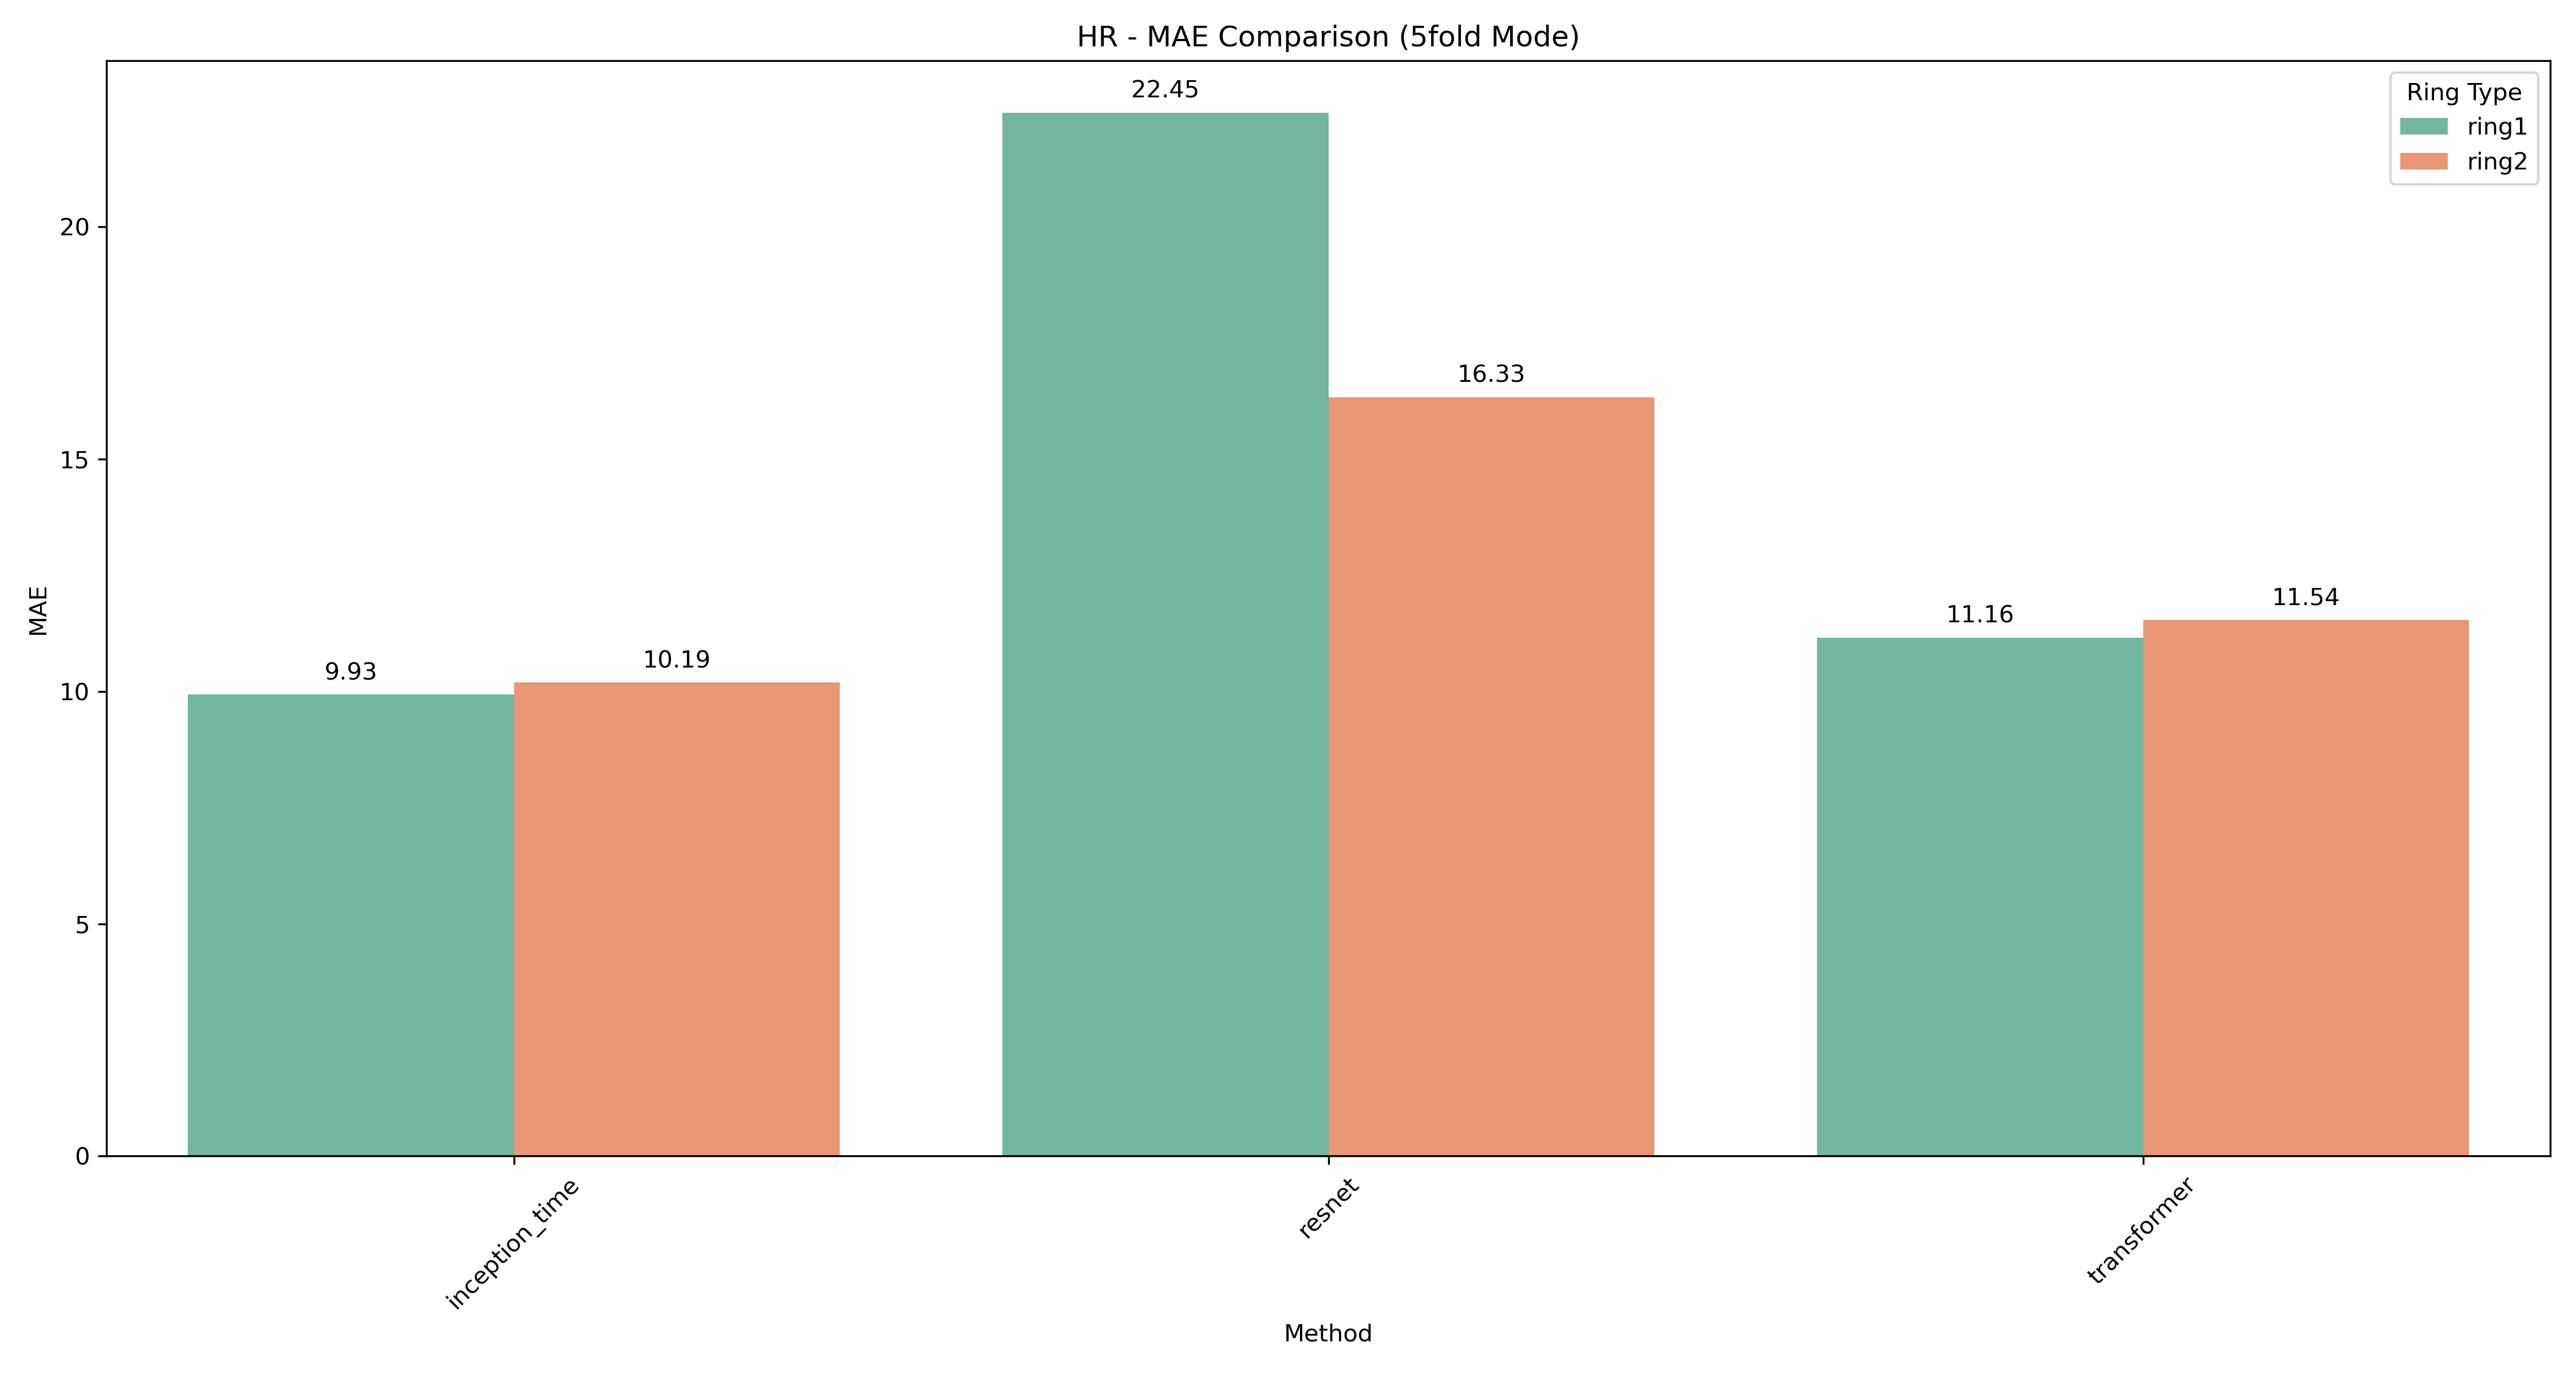 HR - MAE Comparison (5fold Mode)
Ring Type
ring1
ring2
MAE
20
15
10
5
0
22.45
16.33
11.16
11.54
9.93
10.19
inception_time
resnet
transformer
Method